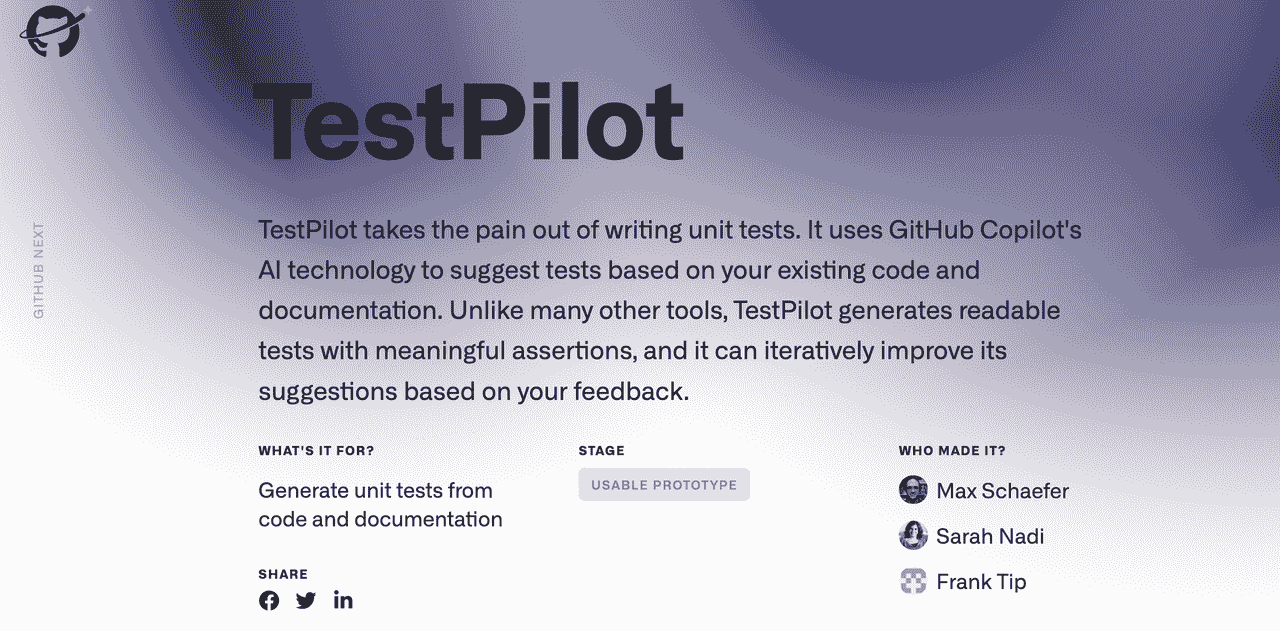 TestPilot
GITHUB NEXT
TestPilot takes the pain out of writing unit tests. It uses GitHub Copilot's
AI technology to suggest tests based on your existing code and
documentation. Unlike many other tools, TestPilot generates readable
tests with meaningful assertions, and it can iteratively improve its
suggestions based on your feedback.
WHAT'S IT FOR?
Generate unit tests from
code and documentation
SHARE
STAGE
USABLE PROTOTYPE
WHO MADE IT?
Max Schaefer
Sarah Nadi
Frank Tip